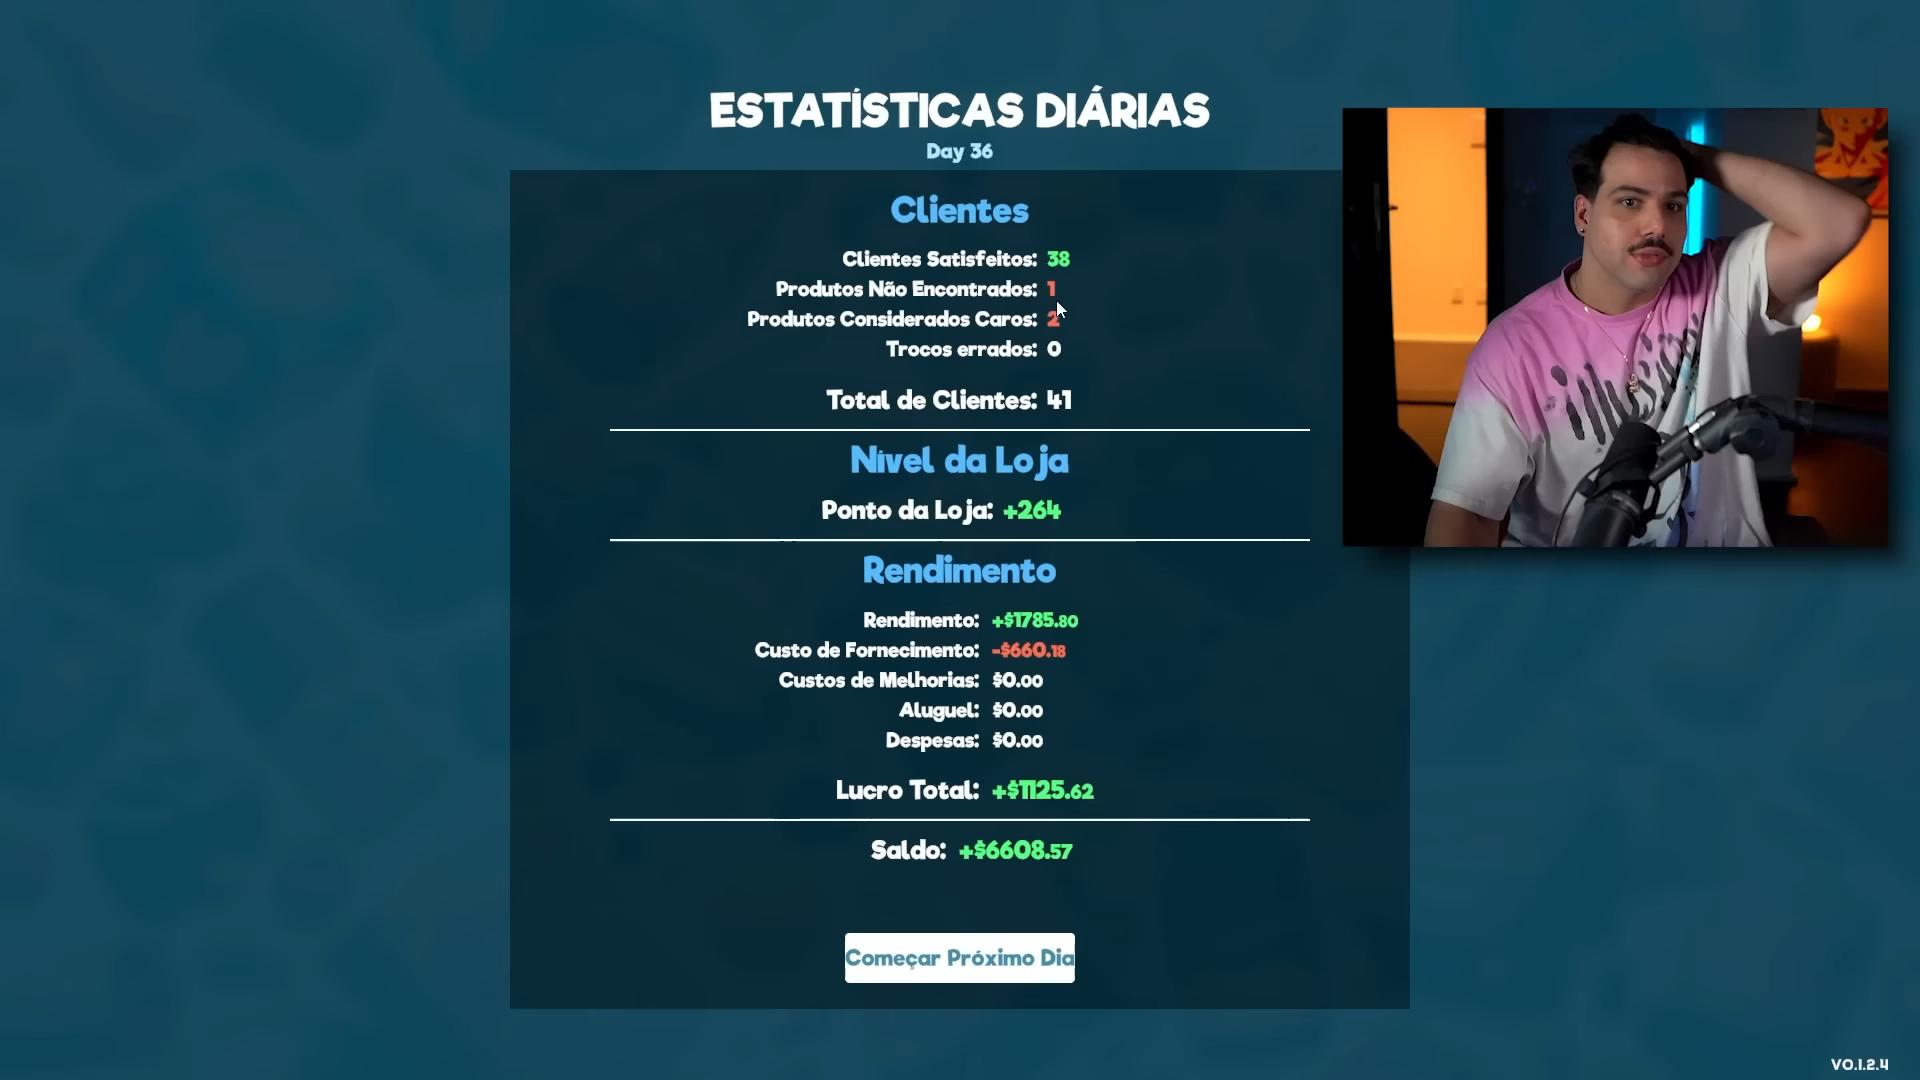 ESTATÍSTICAS DIÁRIAS
Day 36
Clientes
Clientes Satisfeitos: 38
Produtos Não Encontrados: 1
Produtos Considerados Caros: 2
Trocos errados: 0
Total de Clientes: 41
Nível da Loja
Ponto da Loja: +264
Rendimento
Rendimento: +$1785.80
Custo de Fornecimento: -$660.18
Custos de Melhorias: $0.00
Aluguel: $0.00
Despesas: $0.00
Lucro Total: +$1125.62
Saldo: +$6608.57
Começar Próximo Dia
V0.1.2.4